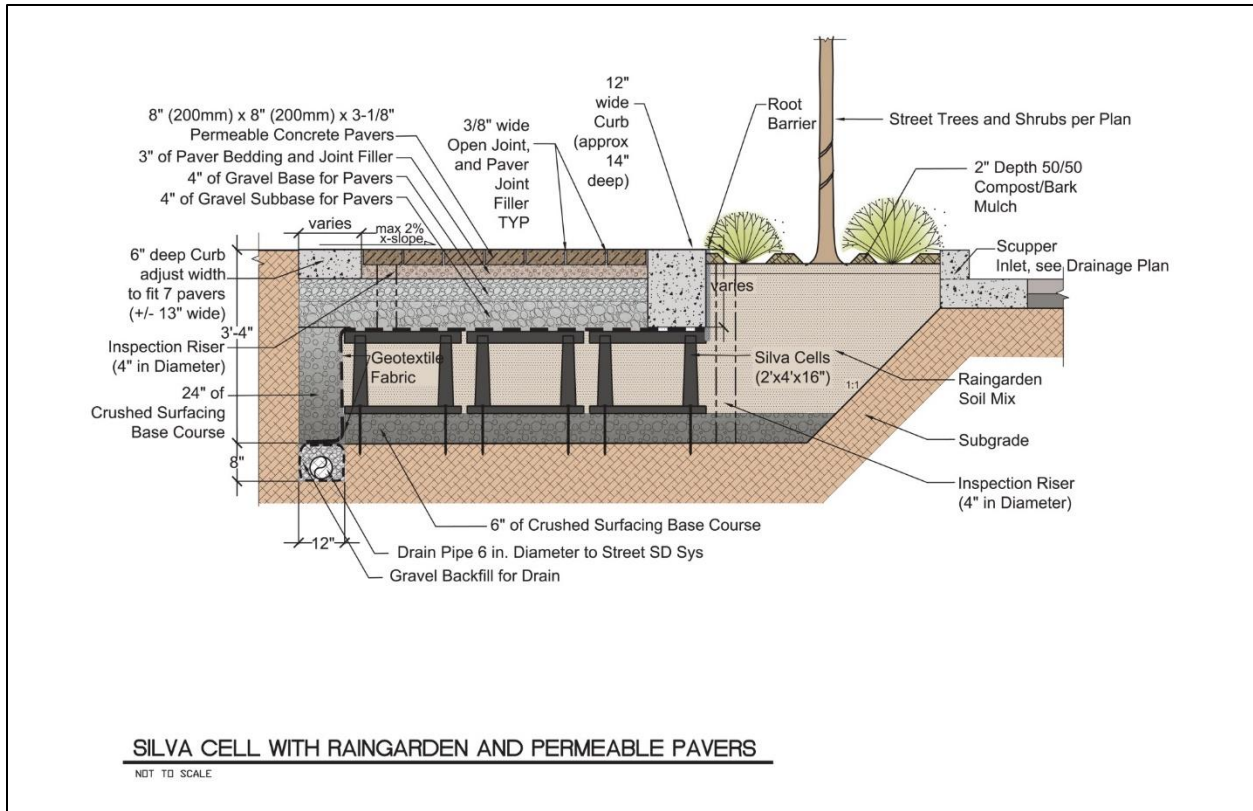 8" (200mm) x 8" (200mm) x 3-1/8"
Permeable Concrete Pavers
3" of Paver Bedding and Joint Filler
4" of Gravel Base for Pavers
4" of Gravel Subbase for Pavers
3/8" wide
Open Joint,
and Paver
Joint
Filler
TYP
12"
wide
Curb
(approx
14"
deep)
Root
Barrier
Street Trees and Shrubs per Plan
2" Depth 50/50
Compost/Bark
Mulch
varies
max 2%
x-slope
6" deep Curb
adjust width
to fit 7 pavers
(+/- 13" wide)
Scupper
Inlet, see Drainage Plan
varies
3'-4"
Inspection Riser
(4" in Diameter)
Geotextile
Fabric
Silva Cells
(2'x4'x16")
1:1
Raingarden
Soil Mix
24" of
Crushed Surfacing
Base Course
Subgrade
8"
Inspection Riser
(4" in Diameter)
6" of Crushed Surfacing Base Course
12"
Drain Pipe 6 in. Diameter to Street SD Sys
Gravel Backfill for Drain
SILVA CELL WITH RAINGARDEN AND PERMEABLE PAVERS
NOT TO SCALE